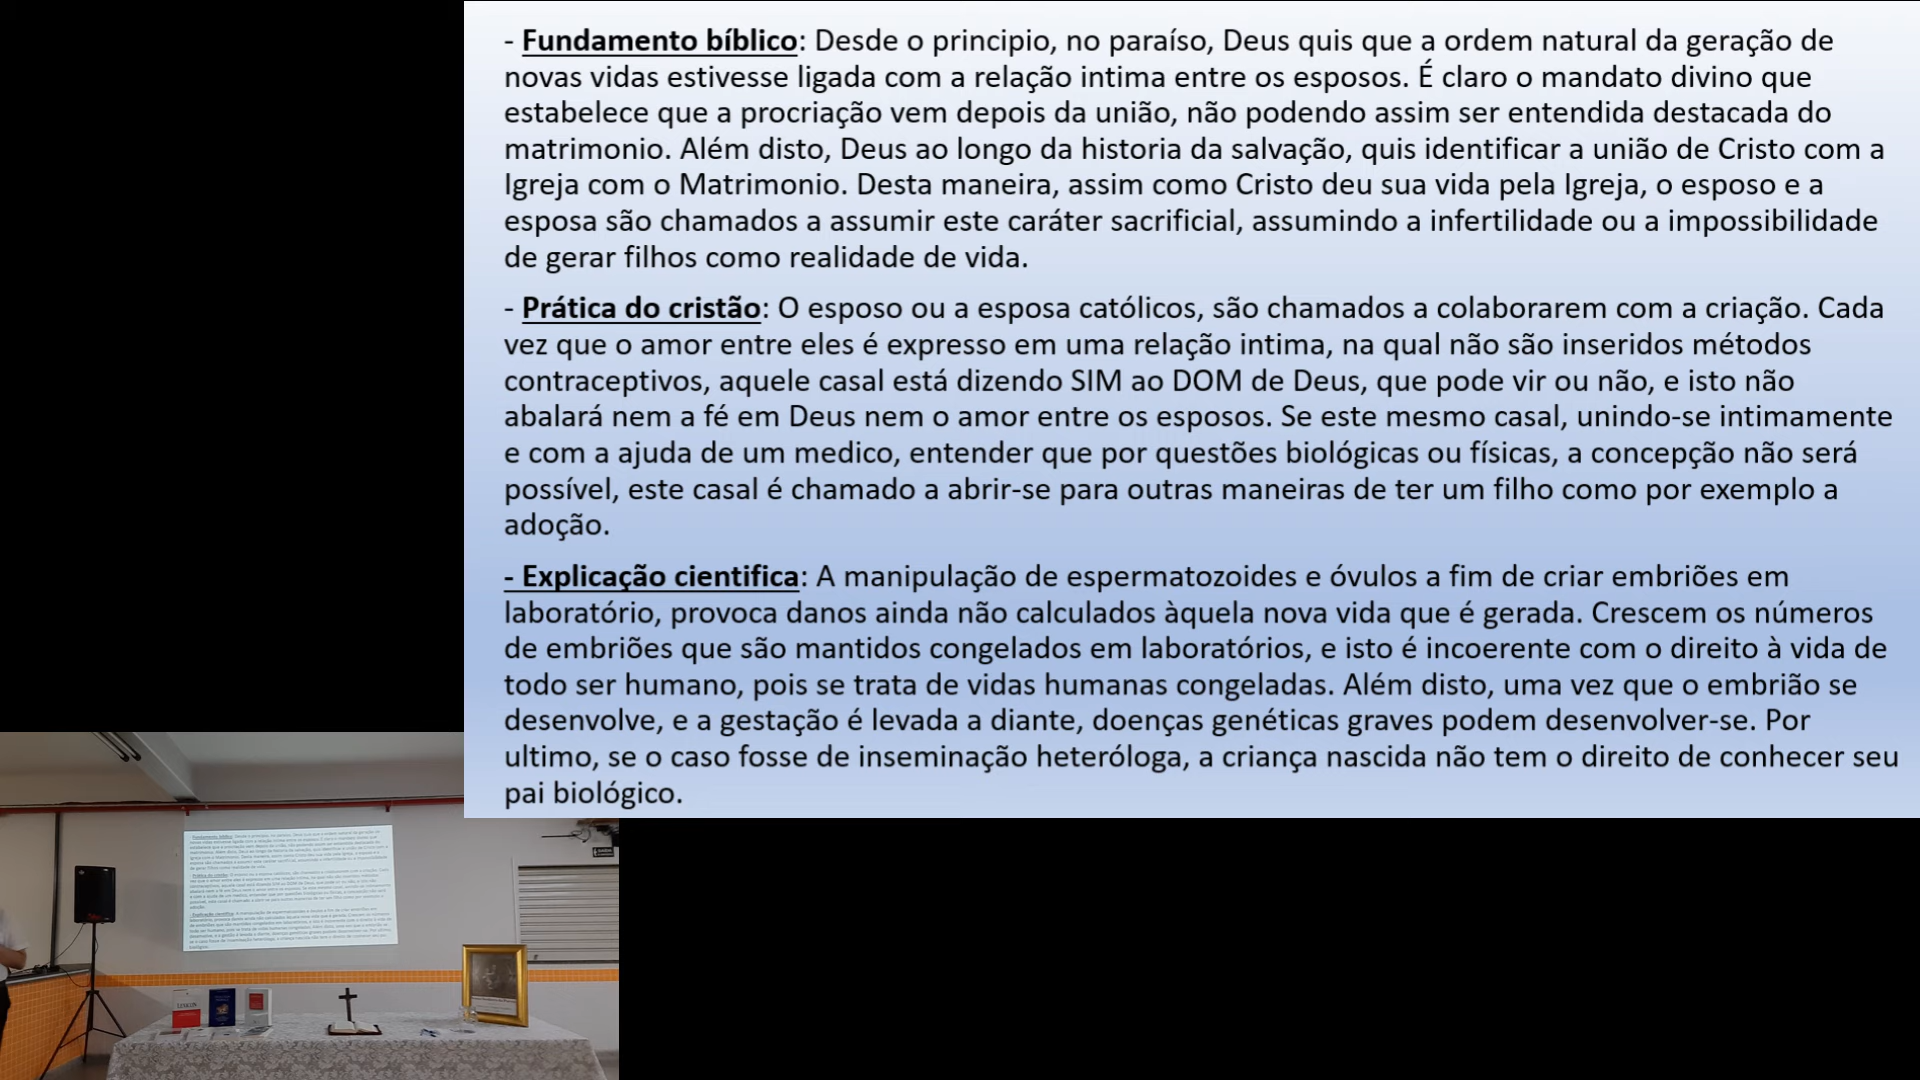 - Fundamento bíblico: Desde o principio, no paraíso, Deus quis que a ordem natural da geração de
novas vidas estivesse ligada com a relação intima entre os esposos. É claro o mandato divino que
estabelece que a procriação vem depois da união, não podendo assim ser entendida destacada do
matrimonio. Além disto, Deus ao longo da historia da salvação, quis identificar a união de Cristo com a
Igreja com o Matrimonio. Desta maneira, assim como Cristo deu sua vida pela Igreja, o esposo e a
esposa são chamados a assumir este caráter sacrificial, assumindo a infertilidade ou a impossibilidade
de gerar filhos como realidade de vida.
- Prática do cristão: O esposo ou a esposa católicos, são chamados a colaborarem com a criação. Cada
vez que o amor entre eles é expresso em uma relação intima, na qual não são inseridos métodos
contraceptivos, aquele casal está dizendo SIM ao DOM de Deus, que pode vir ou não, e isto não
abalará nem a fé em Deus nem o amor entre os esposos. Se este mesmo casal, unindo-se intimamente
e com a ajuda de um medico, entender que por questões biológicas ou físicas, a concepção não será
possível, este casal é chamado a abrir-se para outras maneiras de ter um filho como por exemplo a
adoção.
- Explicação cientifica: A manipulação de espermatozoides e óvulos a fim de criar embriões em
laboratório, provoca danos ainda não calculados àquela nova vida que é gerada. Crescem os números
de embriões que são mantidos congelados em laboratórios, e isto é incoerente com o direito à vida de
todo ser humano, pois se trata de vidas humanas congeladas. Além disto, uma vez que o embrião se
desenvolve, e a gestação é levada a diante, doenças genéticas graves podem desenvolver-se. Por
ultimo, se o caso fosse de inseminação heteróloga, a criança nascida não tem o direito de conhecer seu
pai biológico.